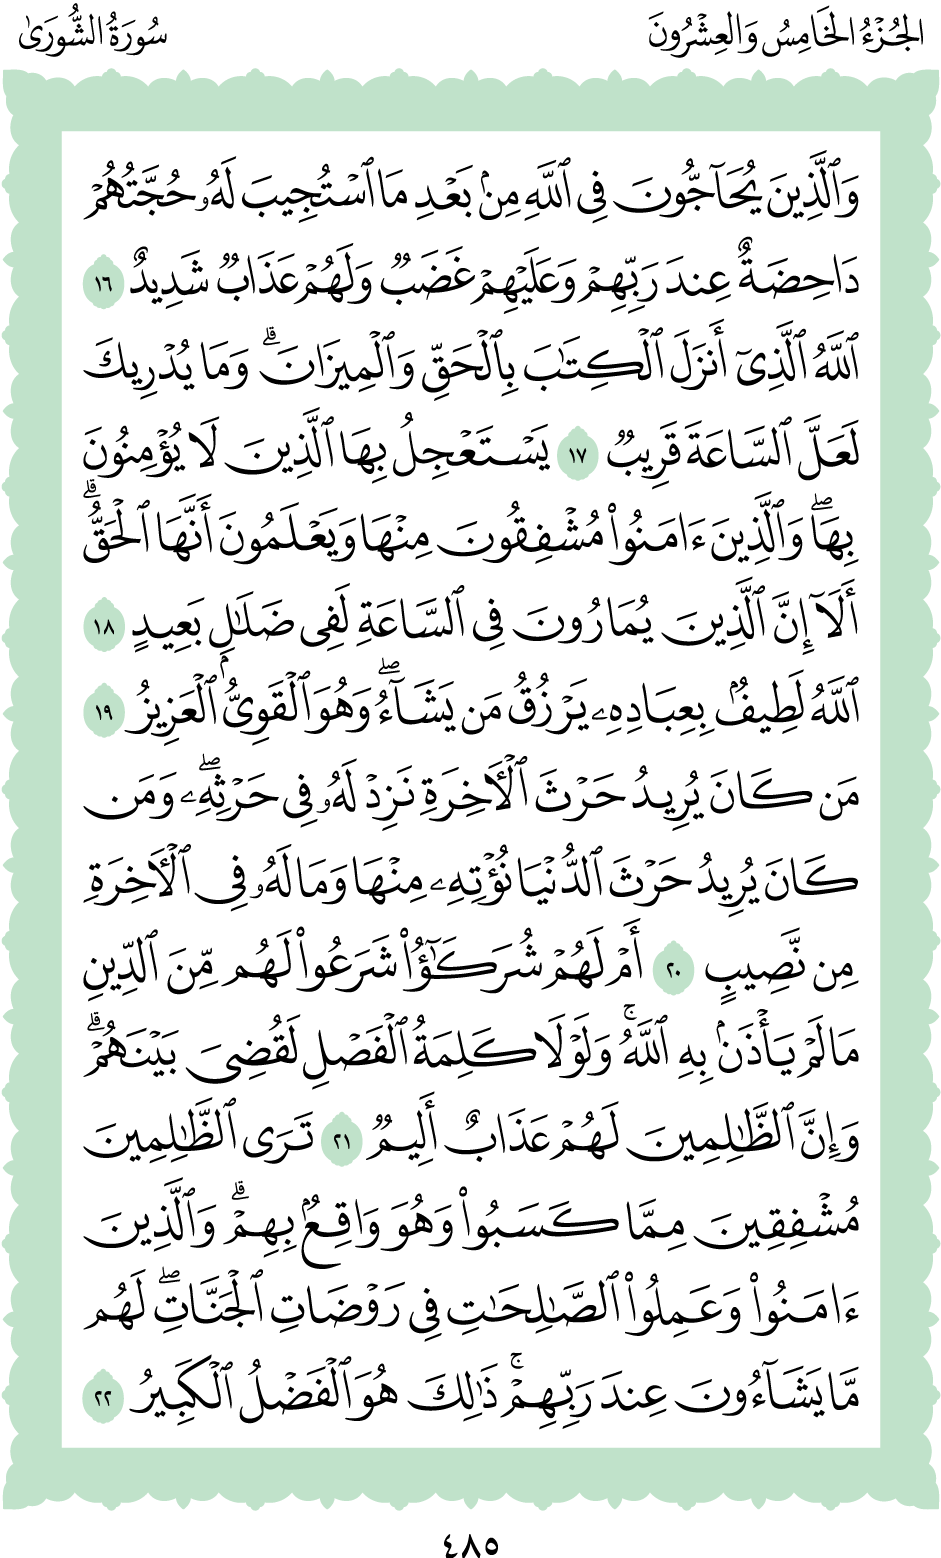 الجُزْءُ الخَامِسُ وَالعِشْرُونَ
سُورَةُ الشُّورَىٰ
وَٱلَّذِينَ يُحَآجُّونَ فِي ٱللَّهِ مِنۢ بَعْدِ مَا ٱسْتُجِيبَ لَهُۥ حُجَّتُهُمْ
دَاحِضَةٌ عِندَ رَبِّهِمْ وَعَلَيْهِمْ غَضَبٌ وَلَهُمْ عَذَابٌ شَدِيدٌ ١٦
ٱللَّهُ ٱلَّذِىٓ أَنزَلَ ٱلْكِتَٰبَ بِٱلْحَقِّ وَٱلْمِيزَانَ ۗ وَمَا يُدْرِيكَ
لَعَلَّ ٱلسَّاعَةَ قَرِيبٌ ١٧ يَسْتَعْجِلُ بِهَا ٱلَّذِينَ لَا يُؤْمِنُونَ
بِهَا ۖ وَٱلَّذِينَ ءَامَنُوا۟ مُشْفِقُونَ مِنْهَا وَيَعْلَمُونَ أَنَّهَا ٱلْحَقُّ ۗ
أَلَآ إِنَّ ٱلَّذِينَ يُمَارُونَ فِى ٱلسَّاعَةِ لَفِى ضَلَٰلٍ بَعِيدٍ ١٨
ٱللَّهُ لَطِيفٌۢ بِعِبَادِهِۦ يَرْزُقُ مَن يَشَآءُ ۖ وَهُوَ ٱلْقَوِىُّ ٱلْعَزِيزُ ١٩
مَن كَانَ يُرِيدُ حَرْثَ ٱلْـَٔاخِرَةِ نَزِدْ لَهُۥ فِى حَرْثِهِۦ ۖ وَمَن
كَانَ يُرِيدُ حَرْثَ ٱلدُّنْيَا نُؤْتِهِۦ مِنْهَا وَمَا لَهُۥ فِى ٱلْـَٔاخِرَةِ
مِن نَّصِيبٍ ٢٠ أَمْ لَهُمْ شُرَكَٰٓؤُا۟ شَرَعُوا۟ لَهُم مِّنَ ٱلدِّينِ
مَا لَمْ يَأْذَنۢ بِهِ ٱللَّهُ ۚ وَلَوْلَا كَلِمَةُ ٱلْفَصْلِ لَقُضِىَ بَيْنَهُمْ ۗ
وَإِنَّ ٱلظَّٰلِمِينَ لَهُمْ عَذَابٌ أَلِيمٌ ٢١ تَرَى ٱلظَّٰلِمِينَ
مُشْفِقِينَ مِمَّا كَسَبُوا۟ وَهُوَ وَاقِعٌۢ بِهِمْ ۗ وَٱلَّذِينَ
ءَامَنُوا۟ وَعَمِلُوا۟ ٱلصَّٰلِحَٰتِ فِى رَوْضَاتِ ٱلْجَنَّاتِ ۖ لَهُم
مَّا يَشَآءُونَ عِندَ رَبِّهِمْ ۚ ذَٰلِكَ هُوَ ٱلْفَضْلُ ٱلْكَبِيرُ ٢٢
٤٨٥